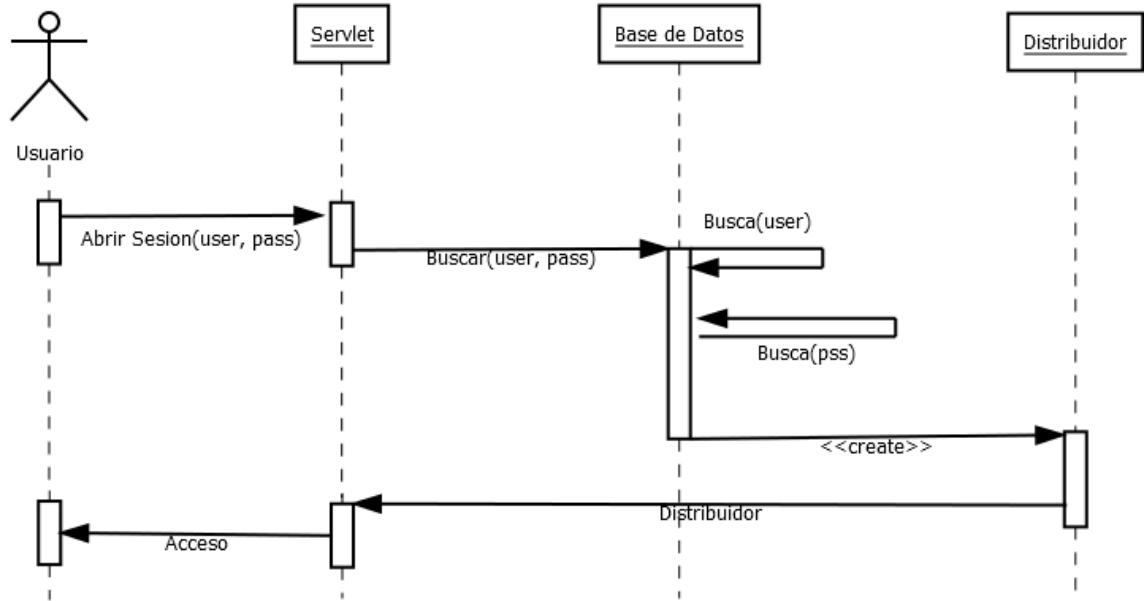 Servlet
Base de Datos
Distribuidor
Usuario
Abrir Sesion(user, pass)
Busca(user)
Buscar(user, pass)
Busca(pss)
<<create>>
Distribuidor
Acceso